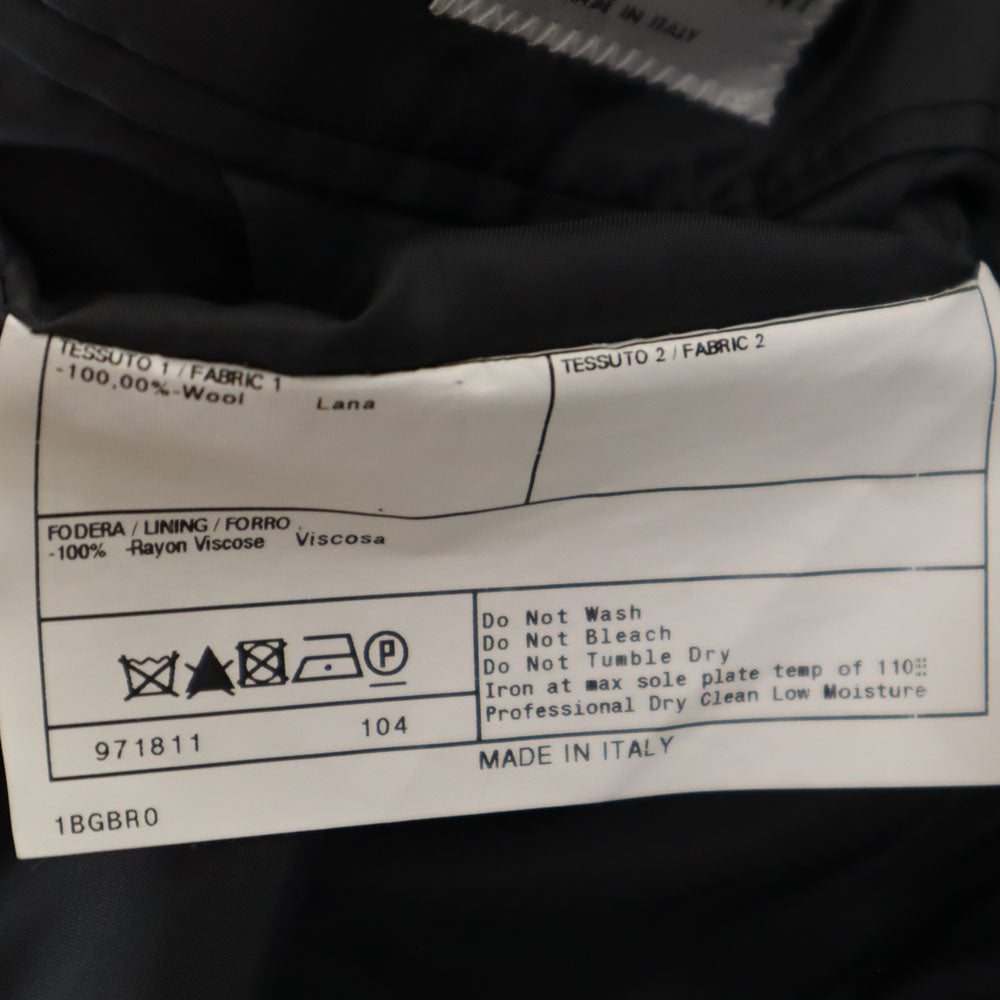 MADE IN ITALY
TESSUTO 1 / FABRIC 1
-100,00%-Wool Lana
TESSUTO 2 / FABRIC 2
FODERA / LINING / FORRO
-100% -Rayon Viscose Viscosa
P
Do Not Wash
Do Not Bleach
Do Not Tumble Dry
Iron at max sole plate temp of 110
Professional Dry Clean Low Moisture
971811 104
MADE IN ITALY
1BGBR0